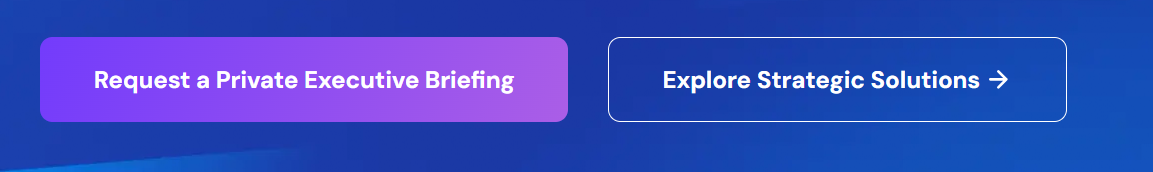 Request a Private Executive Briefing
Explore Strategic Solutions →